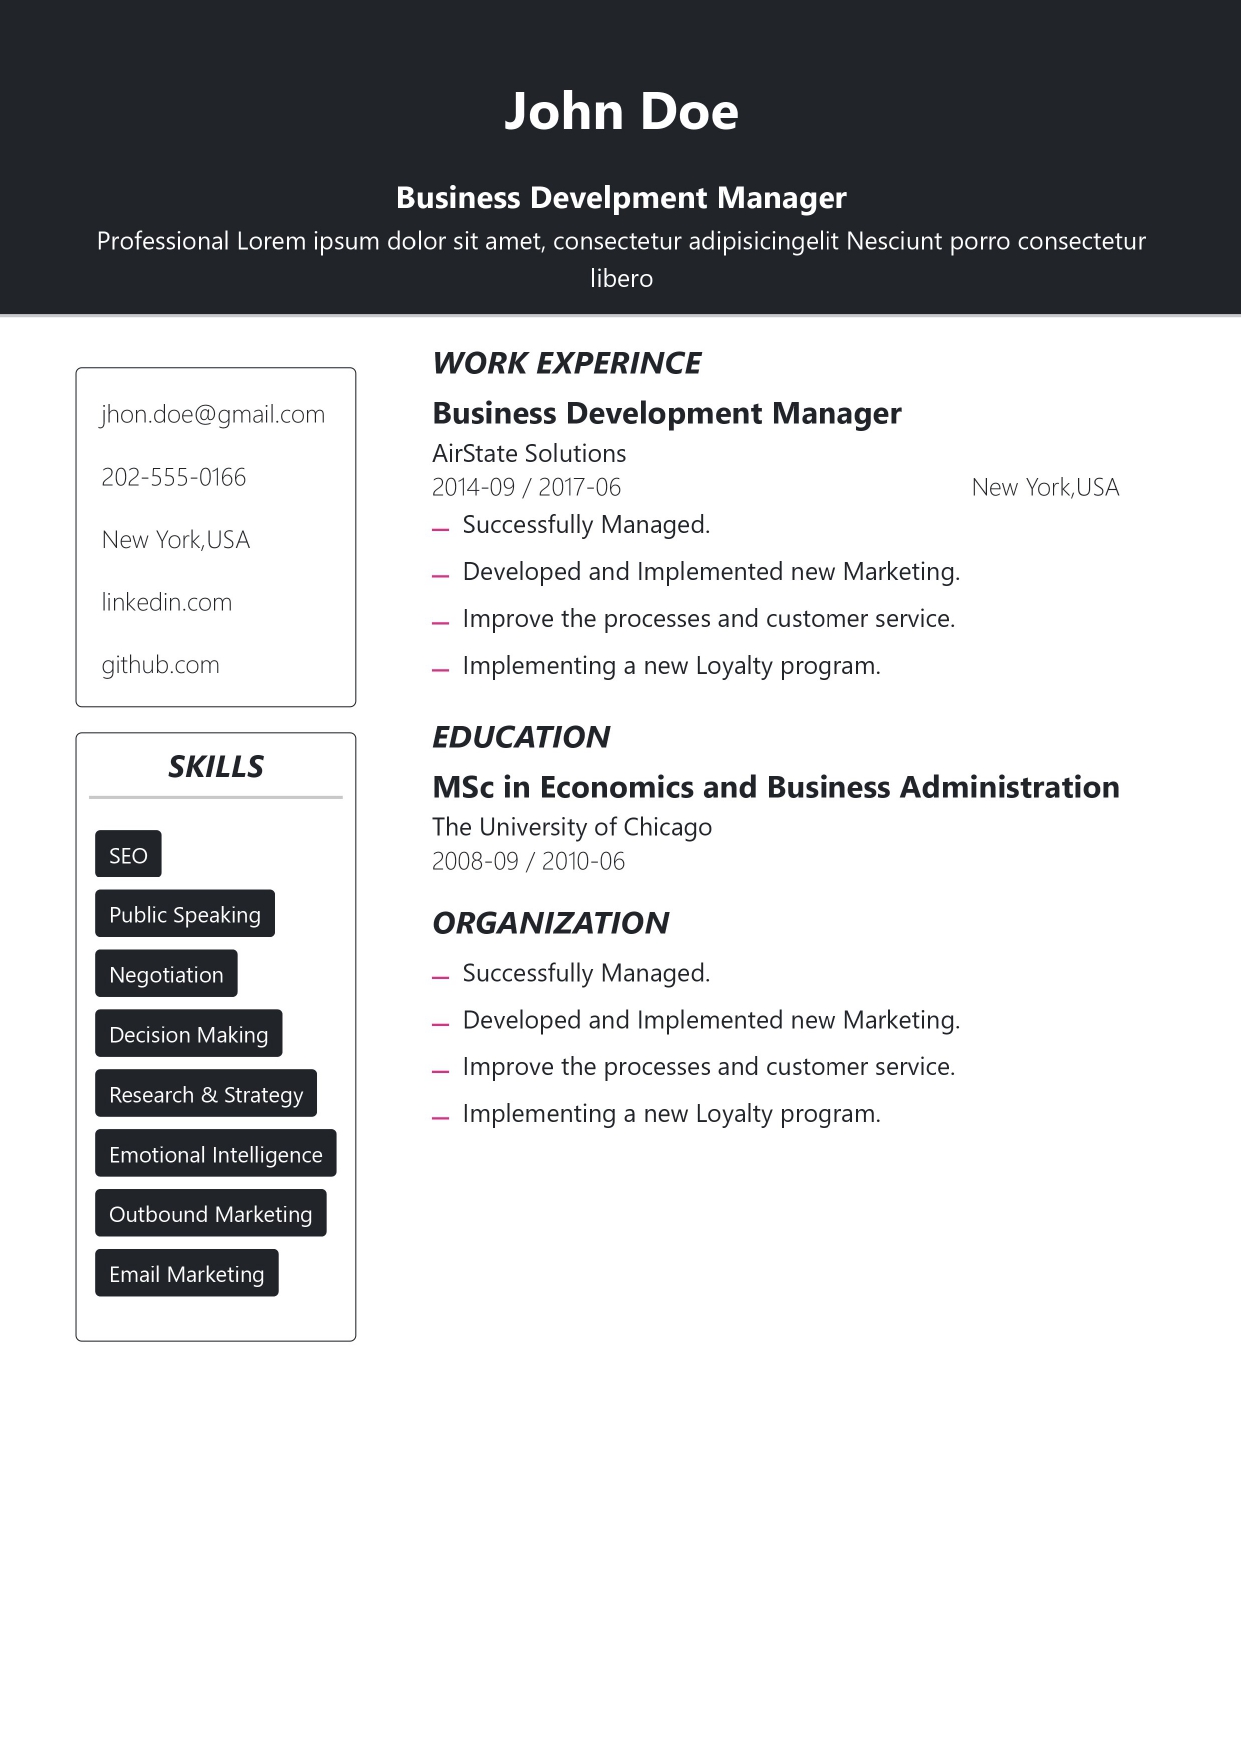 John Doe
Business Develpment Manager
Professional Lorem ipsum dolor sit amet, consectetur adipisicingelit Nesciunt porro consectetur
libero
jhon.doe@gmail.com
202-555-0166
New York,USA
linkedin.com
github.com
SKILLS
SEO
Public Speaking
Negotiation
Decision Making
Research & Strategy
Emotional Intelligence
Outbound Marketing
Email Marketing
WORK EXPERINCE
Business Development Manager
AirState Solutions
2014-09 / 2017-06 New York,USA
Successfully Managed.
Developed and Implemented new Marketing.
Improve the processes and customer service.
Implementing a new Loyalty program.
EDUCATION
MSc in Economics and Business Administration
The University of Chicago
2008-09 / 2010-06
ORGANIZATION
Successfully Managed.
Developed and Implemented new Marketing.
Improve the processes and customer service.
Implementing a new Loyalty program.